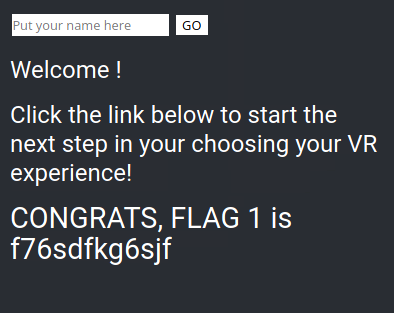 Put your name here GO
Welcome !
Click the link below to start the
next step in your choosing your VR
experience!
CONGRATS, FLAG 1 is
f76sdfkg6sjf